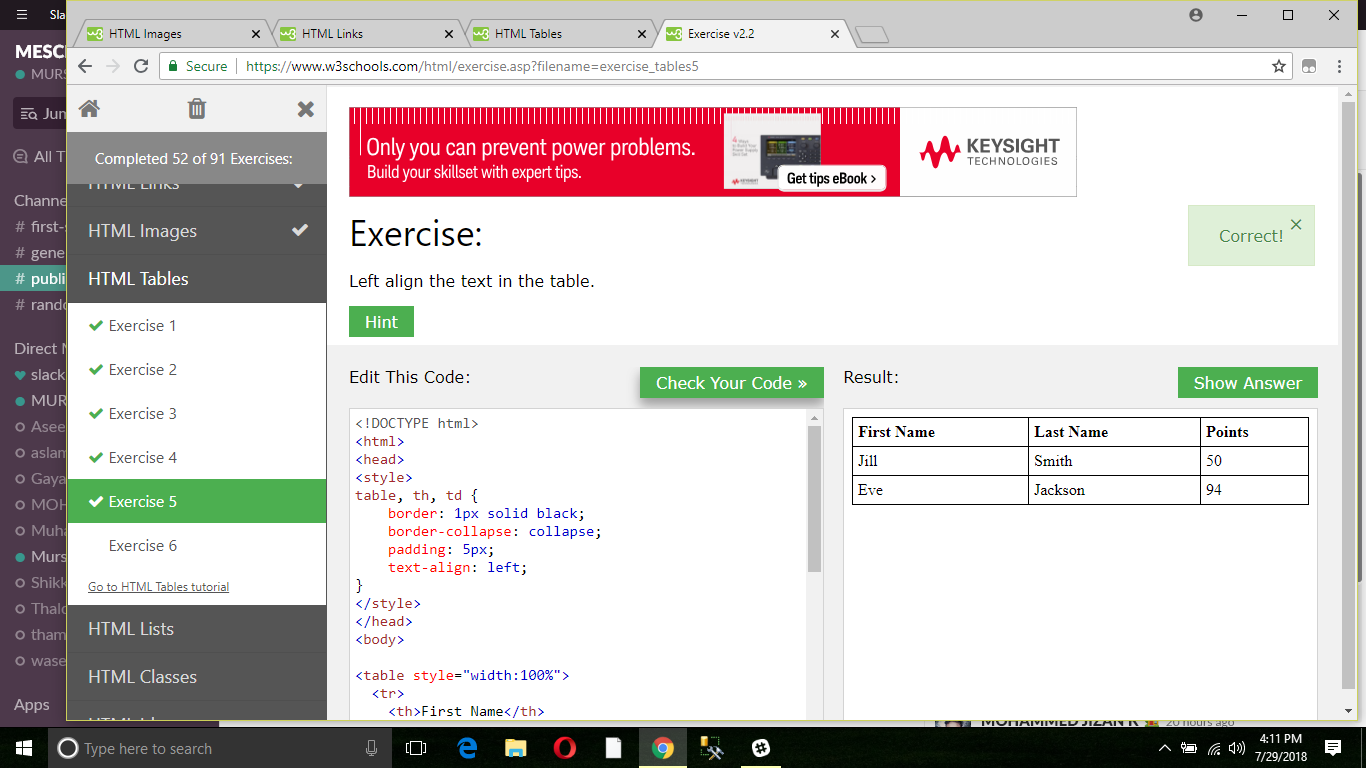 Sla
MESC
MURS
Jum
All T
Channe
# first-s
# gene
# publi
# rando
Direct M
slack
MUR
Asee
aslam
Gaya
MOH
Muha
Murs
Shikk
Thalo
tham
wase
Apps
HTML Images
HTML Links
HTML Tables
Exercise v2.2
Secure
https://www.w3schools.com/html/exercise.asp?filename=exercise_tables5
Completed 52 of 91 Exercises:
HTML Links
HTML Images
HTML Tables
Exercise 1
Exercise 2
Exercise 3
Exercise 4
Exercise 5
Exercise 6
Go to HTML Tables tutorial
HTML Lists
HTML Classes
Only you can prevent power problems.
Build your skillset with expert tips.
Get tips eBook >
KEYSIGHT
TECHNOLOGIES
Exercise:
Correct!
Left align the text in the table.
Hint
Edit This Code:
Check Your Code »
Result:
Show Answer
<!DOCTYPE html>
<html>
<head>
<style>
table, th, td {
border: 1px solid black;
border-collapse: collapse;
padding: 5px;
text-align: left;
}
</style>
</head>
<body>
<table style="width:100%">
<tr>
<th>First Name</th>
First Name Last Name Points
Jill Smith 50
Eve Jackson 94
MOHAMMED JIZAN K 20 hours ago
Type here to search
4:11 PM
7/29/2018